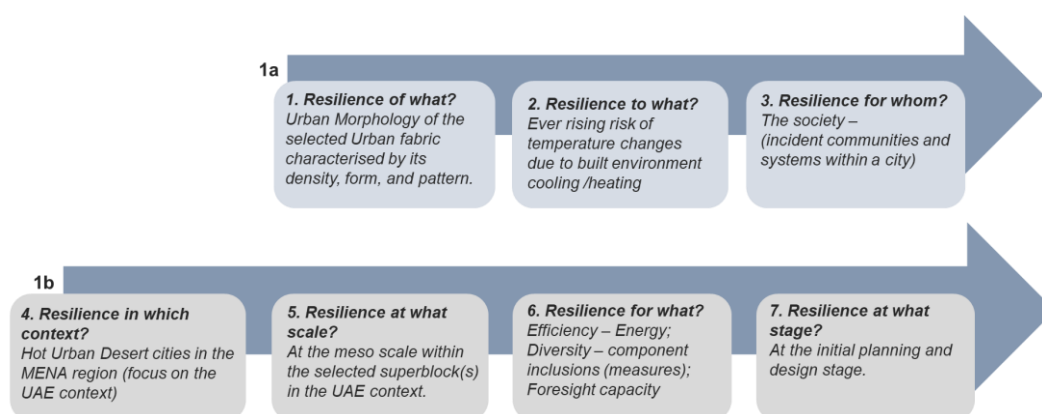 1a
1. Resilience of what?
Urban Morphology of the
selected Urban fabric
characterised by its
density, form, and pattern.
2. Resilience to what?
Ever rising risk of
temperature changes
due to built environment
cooling /heating
3. Resilience for whom?
The society –
(incident communities and
systems within a city)
1b
4. Resilience in which
context?
Hot Urban Desert cities in the
MENA region (focus on the
UAE context)
5. Resilience at what
scale?
At the meso scale within
the selected superblock(s)
in the UAE context.
6. Resilience for what?
Efficiency – Energy;
Diversity – component
inclusions (measures);
Foresight capacity
7. Resilience at what
stage?
At the initial planning and
design stage.